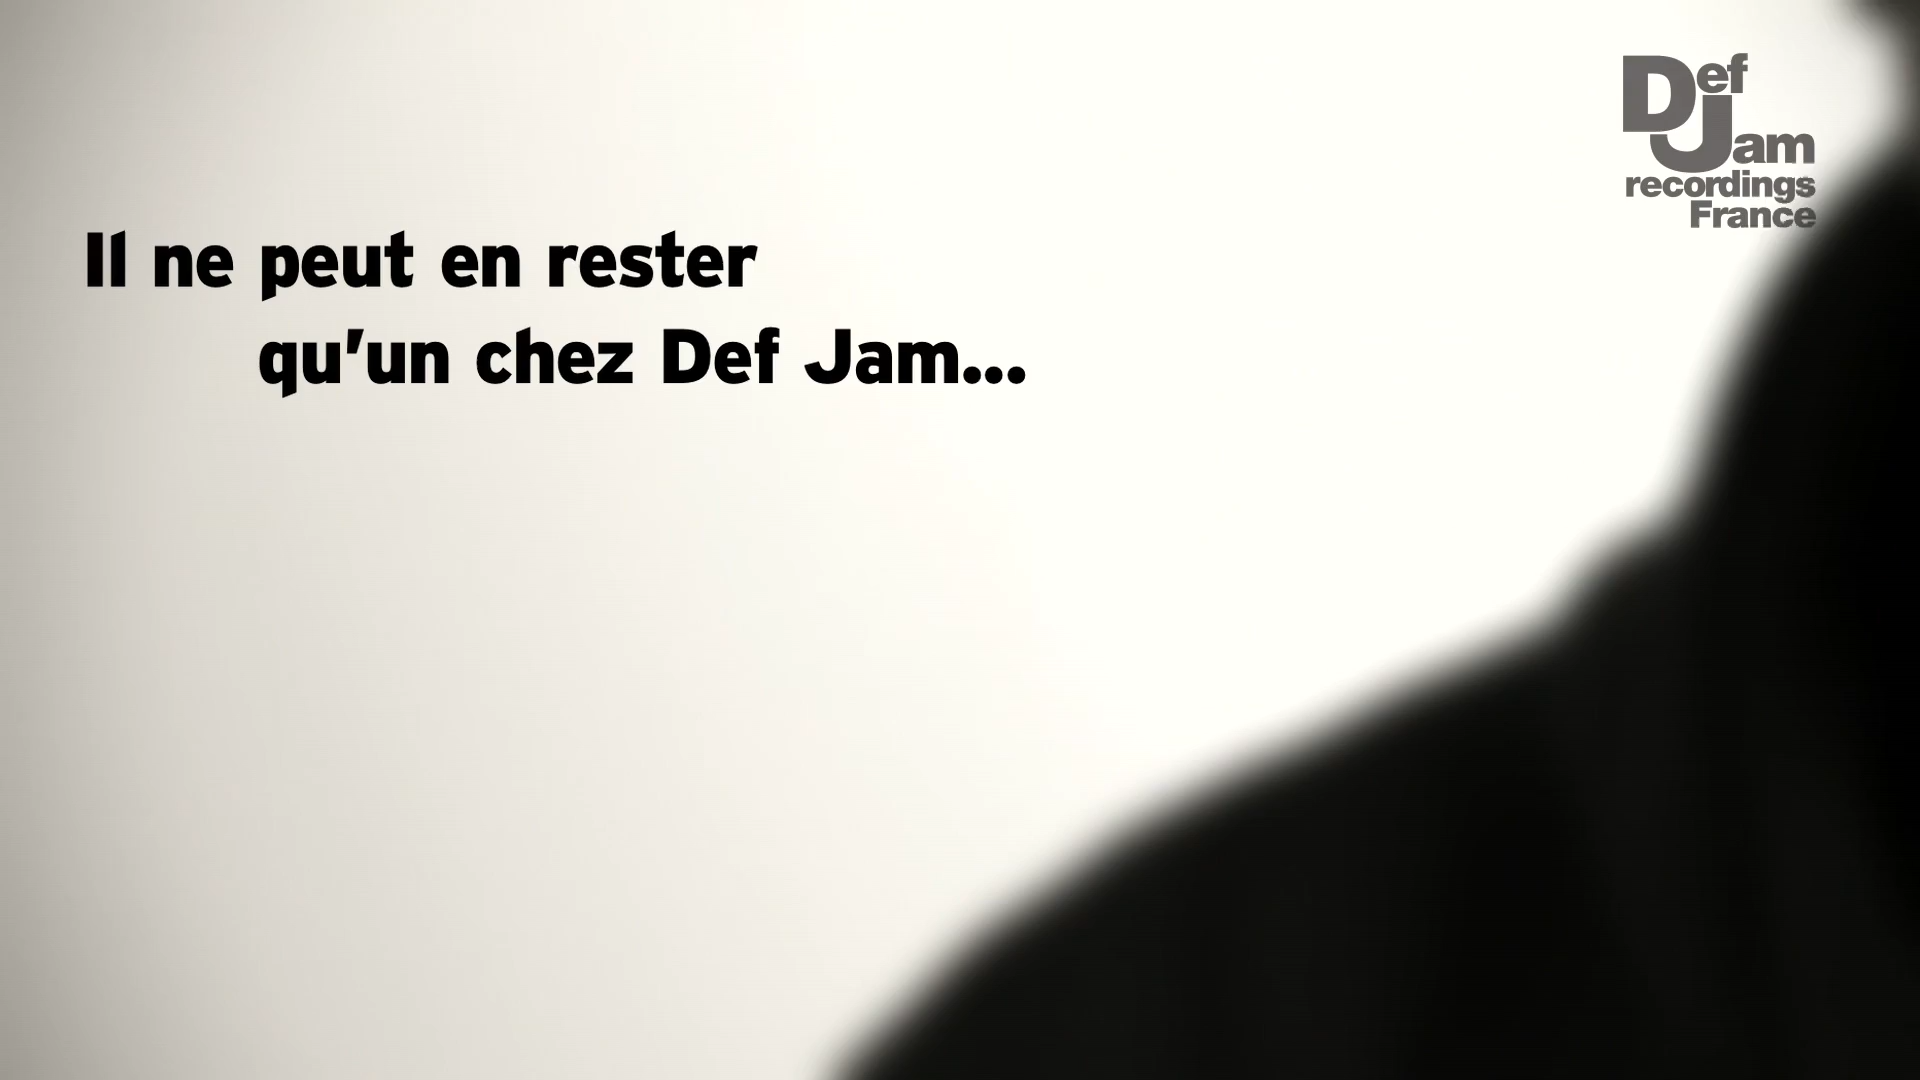 Il ne peut en rester
qu’un chez Def Jam...
Def
Jam
recordings
France